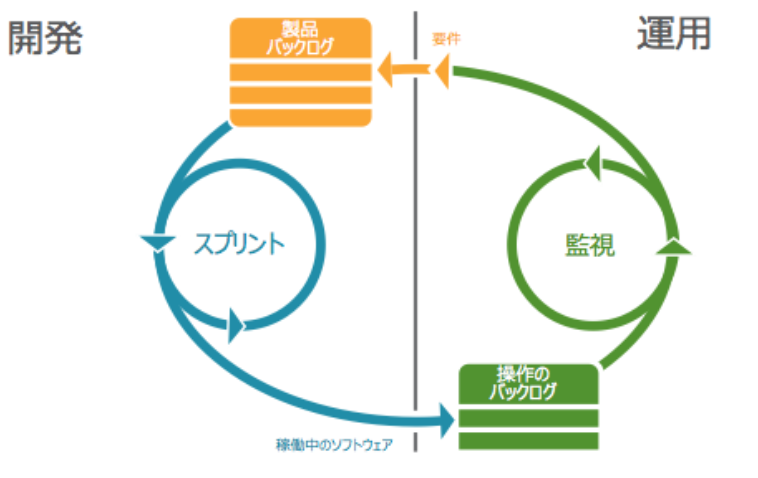 開発
製品
バックログ
要件
運用
スプリント
監視
操作の
バックログ
稼働中のソフトウェア